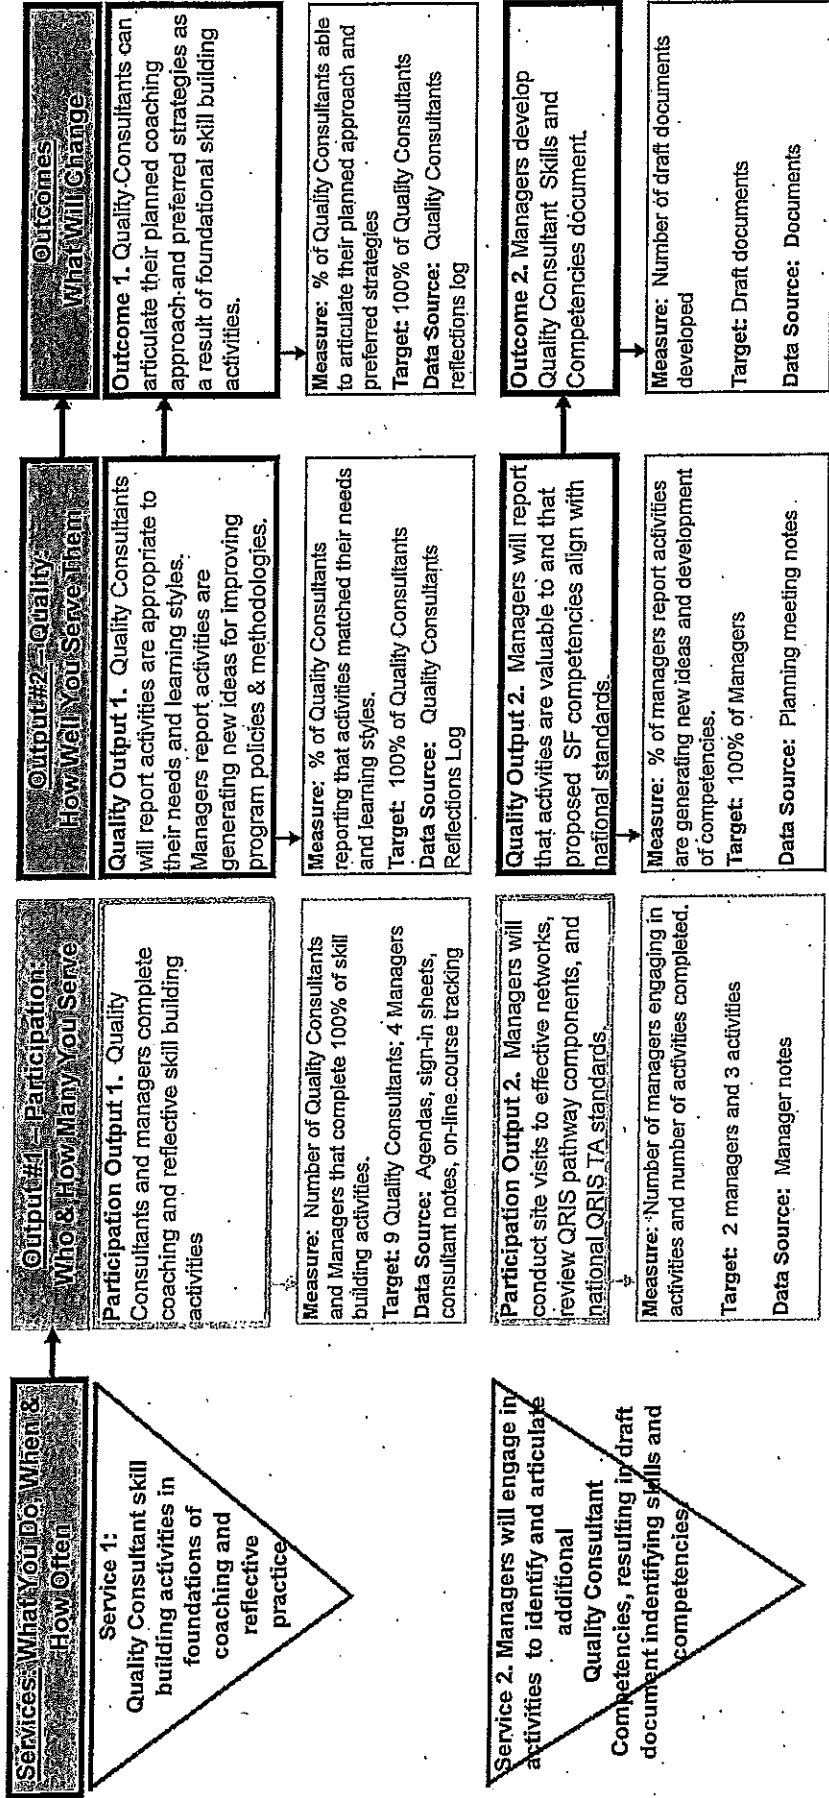 Services: What You Do, When &
How Often
Service 1:
Quality Consultant skill
building activities in
foundations of
coaching and
reflective
practice
Service 2. Managers will engage in
activities to identify and articulate
additional
Quality Consultant
Competencies, resulting in draft
document indentifying skills and
competencies
Output #1 – Participation:
Who & How Many You Serve
Participation Output 1. Quality
Consultants and managers complete
coaching and reflective skill building
activities
Measure: Number of Quality Consultants
and Managers that complete 100% of skill
building activities.
Target: 9 Quality Consultants; 4 Managers
Data Source: Agendas, sign-in sheets,
consultant notes, on-line course tracking
Participation Output 2. Managers will
conduct site visits to effective networks,
review QRIS pathway components, and
national QRIS TA standards.
Measure: Number of managers engaging in
activities and number of activities completed.
Target: 2 managers and 3 activities
Data Source: Manager notes
Output #2 – Quality:
How Well You Serve Them
Quality Output 1. Quality Consultants
will report activities are appropriate to
their needs and learning styles.
Managers report activities are
generating new ideas for improving
program policies & methodologies.
Measure: % of Quality Consultants
reporting that activities matched their needs
and learning styles.
Target: 100% of Quality Consultants
Data Source: Quality Consultants
Reflections Log
Quality Output 2. Managers will report
that activities are valuable to and that
proposed SF competencies align with
national standards.
Measure: % of managers report activities
are generating new ideas and development
of competencies.
Target: 100% of Managers
Data Source: Planning meeting notes
Outcomes
What Will Change
Outcome 1. Quality Consultants can
articulate their planned coaching
approach and preferred strategies as
a result of foundational skill building
activities.
Measure: % of Quality Consultants able
to articulate their planned approach and
preferred strategies
Target: 100% of Quality Consultants
Data Source: Quality Consultants
reflections log
Outcome 2. Managers develop
Quality Consultant Skills and
Competencies document.
Measure: Number of draft documents
developed
Target: Draft documents
Data Source: Documents